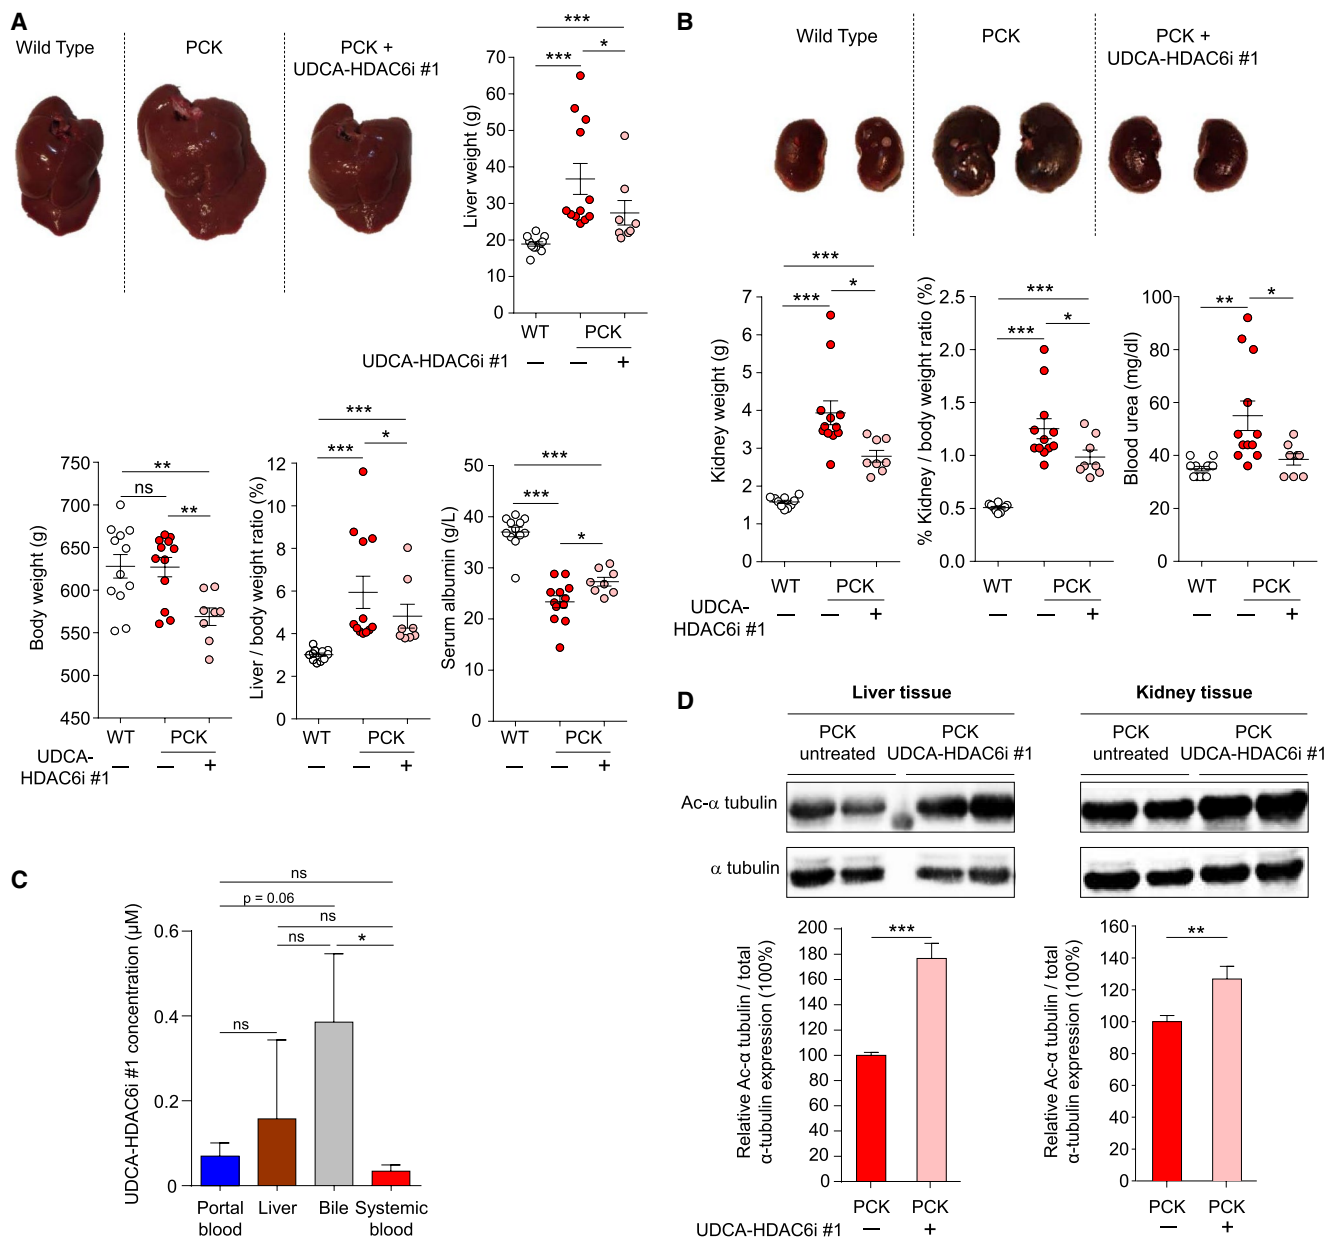 A
Wild Type
PCK
PCK +
UDCA-HDAC6i #1
Liver weight (g)
70
60
50
40
30
20
10
0
***
***
*
WT
PCK
UDCA-HDAC6i #1
–
–
+
Body weight (g)
750
700
650
600
550
500
450
**
ns
**
WT
PCK
UDCA-
HDAC6i #1
–
–
+
Liver / body weight ratio (%)
12
10
8
6
4
2
0
***
***
*
WT
PCK
–
–
+
Serum albumin (g/L)
50
40
30
20
10
0
***
***
*
WT
PCK
–
–
+
B
Wild Type
PCK
PCK +
UDCA-HDAC6i #1
Kidney weight (g)
7
6
5
4
3
2
1
0
***
***
*
WT
PCK
UDCA-
HDAC6i #1
–
–
+
% Kidney / body weight ratio (%)
2.5
2.0
1.5
1.0
0.5
0.0
***
***
*
WT
PCK
–
–
+
Blood urea (mg/dl)
100
80
60
40
20
0
**
*
WT
PCK
–
–
+
C
UDCA-HDAC6i #1 concentration (µM)
0.6
0.4
0.2
0
ns
p = 0.06
ns
ns
*
ns
Portal
blood
Liver
Bile
Systemic
blood
D
Liver tissue
Kidney tissue
PCK
untreated
PCK
UDCA-HDAC6i #1
PCK
untreated
PCK
UDCA-HDAC6i #1
Ac-α tubulin
α tubulin
Relative Ac-α tubulin / total
α-tubulin expression (100%)
200
180
160
140
120
100
80
60
40
20
0
***
PCK
PCK
UDCA-HDAC6i #1
–
+
Relative Ac-α tubulin / total
α-tubulin expression (100%)
160
140
120
100
80
60
40
20
0
**
PCK
PCK
–
+